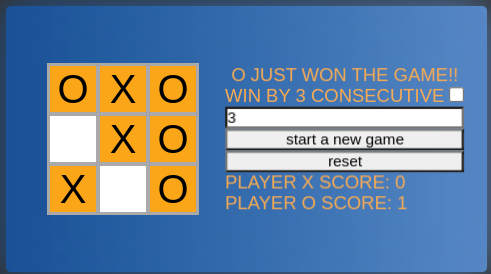 O X O
X O
X O
O JUST WON THE GAME!!
WIN BY 3 CONSECUTIVE
3
start a new game
reset
PLAYER X SCORE: 0
PLAYER O SCORE: 1